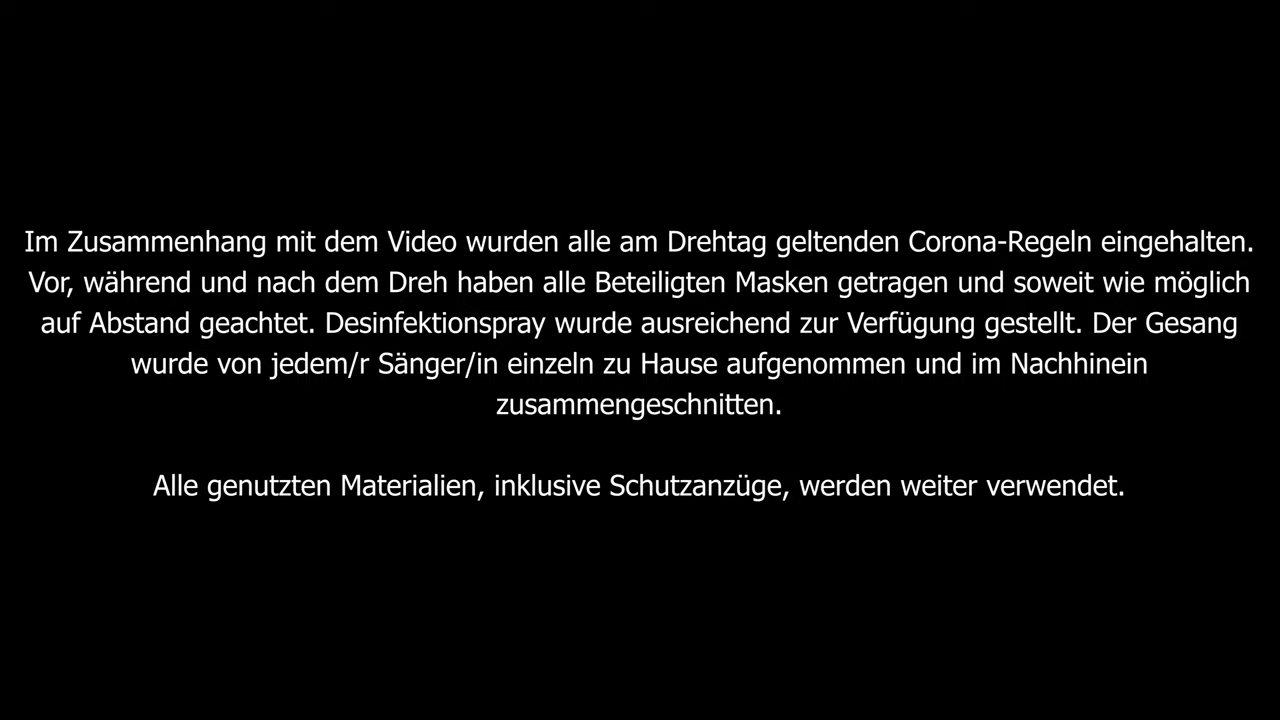 Im Zusammenhang mit dem Video wurden alle am Drehtag geltenden Corona-Regeln eingehalten.
Vor, während und nach dem Dreh haben alle Beteiligten Masken getragen und soweit wie möglich
auf Abstand geachtet. Desinfektionspray wurde ausreichend zur Verfügung gestellt. Der Gesang
wurde von jedem/r Sänger/in einzeln zu Hause aufgenommen und im Nachhinein
zusammengeschnitten.
Alle genutzten Materialien, inklusive Schutzanzüge, werden weiter verwendet.